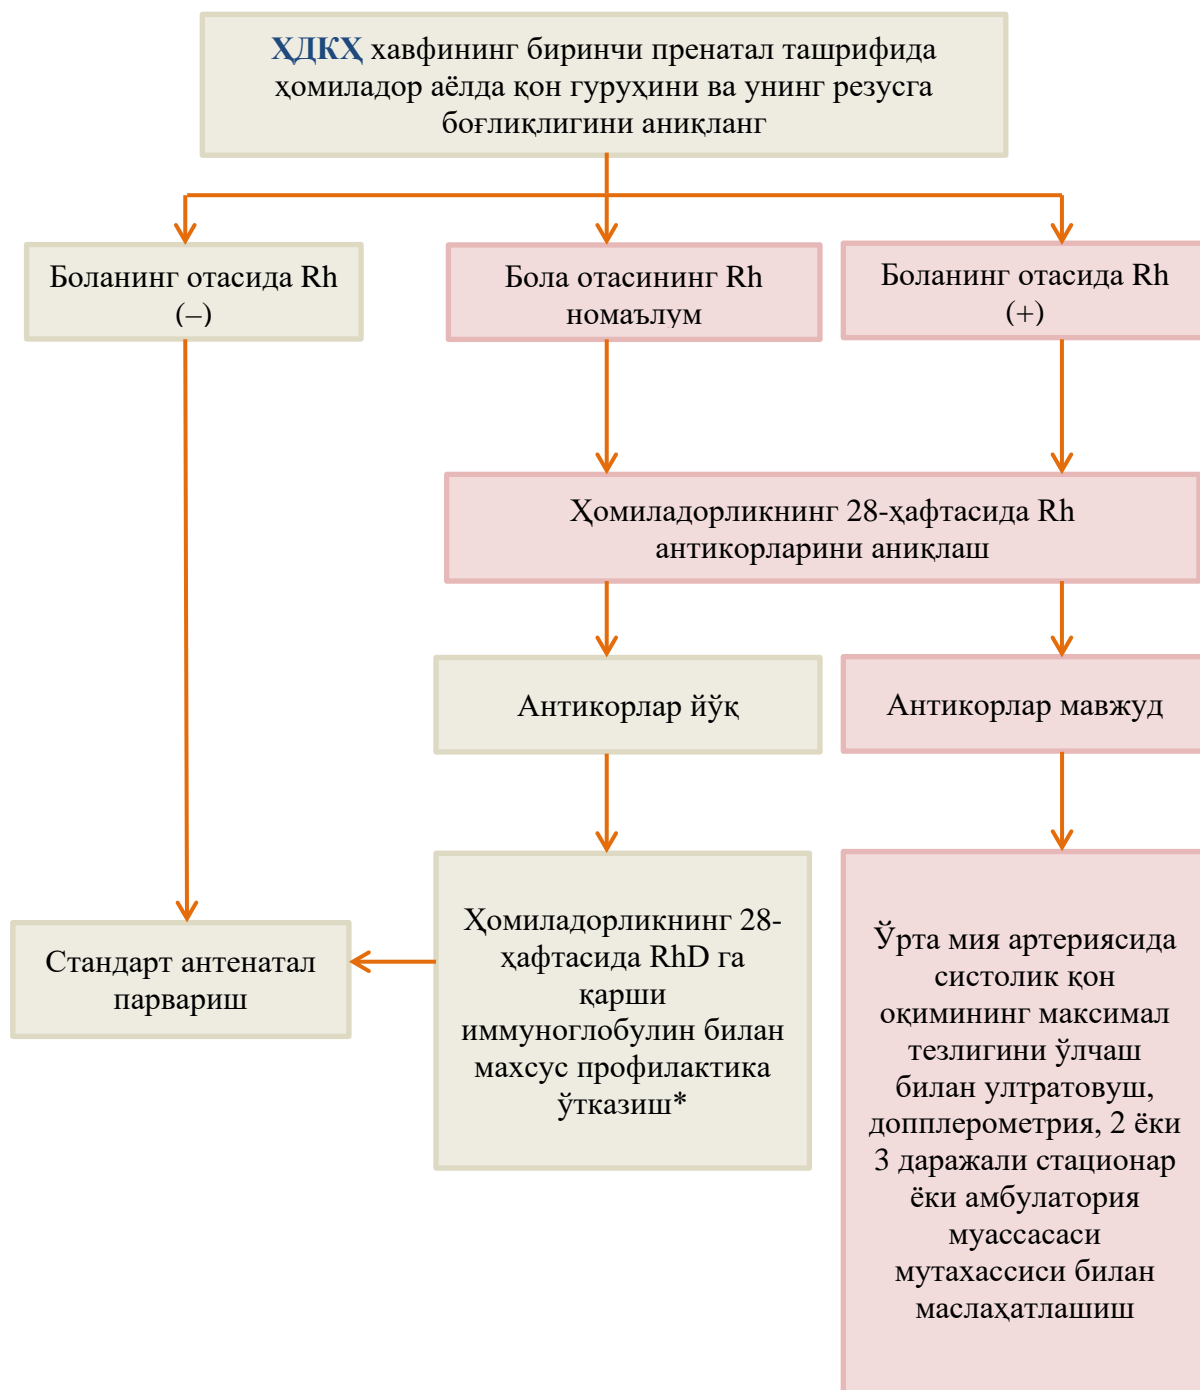 ҲДКҲ хавфининг биринчи пренатал ташрифида
ҳомиладор аёлда қон гуруҳини ва унинг резусга
боғлиқлигини аниқланг
Боланинг отасида Rh
(–)
Бола отасининг Rh
номаълум
Боланинг отасида Rh
(+)
Ҳомиладорликнинг 28-ҳафтасида Rh
антикорларини аниқлаш
Антикорлар йўқ
Антикорлар мавжуд
Стандарт антенатал
парвариш
Ҳомиладорликнинг 28-
ҳафтасида RhD га
қарши
иммуноглобулин билан
махсус профилактика
ўтказиш*
Ўрта мия артериясида
систолик қон
оқимининг максимал
тезлигини ўлчаш
билан ултратовуш,
допплерометрия, 2 ёки
3 даражали стационар
ёки амбулатория
муассасаси
мутахассиси билан
маслаҳатлашиш